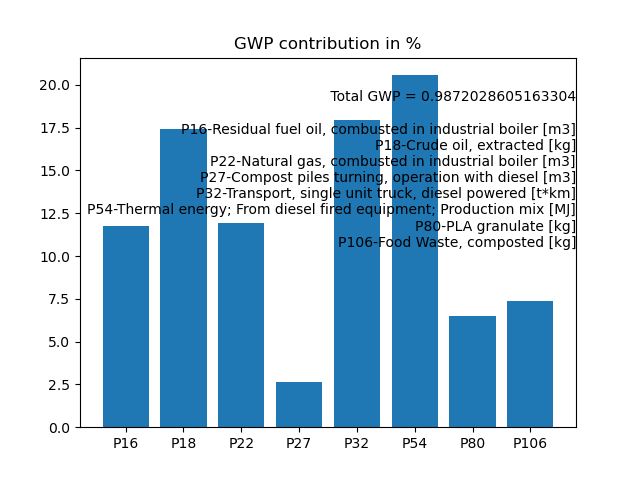 GWP contribution in %
20.0
17.5
15.0
12.5
10.0
7.5
5.0
2.5
0.0
Total GWP = 0.9872028605163304
P16-Residual fuel oil, combusted in industrial boiler [m3]
P18-Crude oil, extracted [kg]
P22-Natural gas, combusted in industrial boiler [m3]
P27-Compost piles turning, operation with diesel [m3]
P32-Transport, single unit truck, diesel powered [t*km]
P54-Thermal energy; From diesel fired equipment; Production mix [MJ]
P80-PLA granulate [kg]
P106-Food Waste, composted [kg]
P16 P18 P22 P27 P32 P54 P80 P106